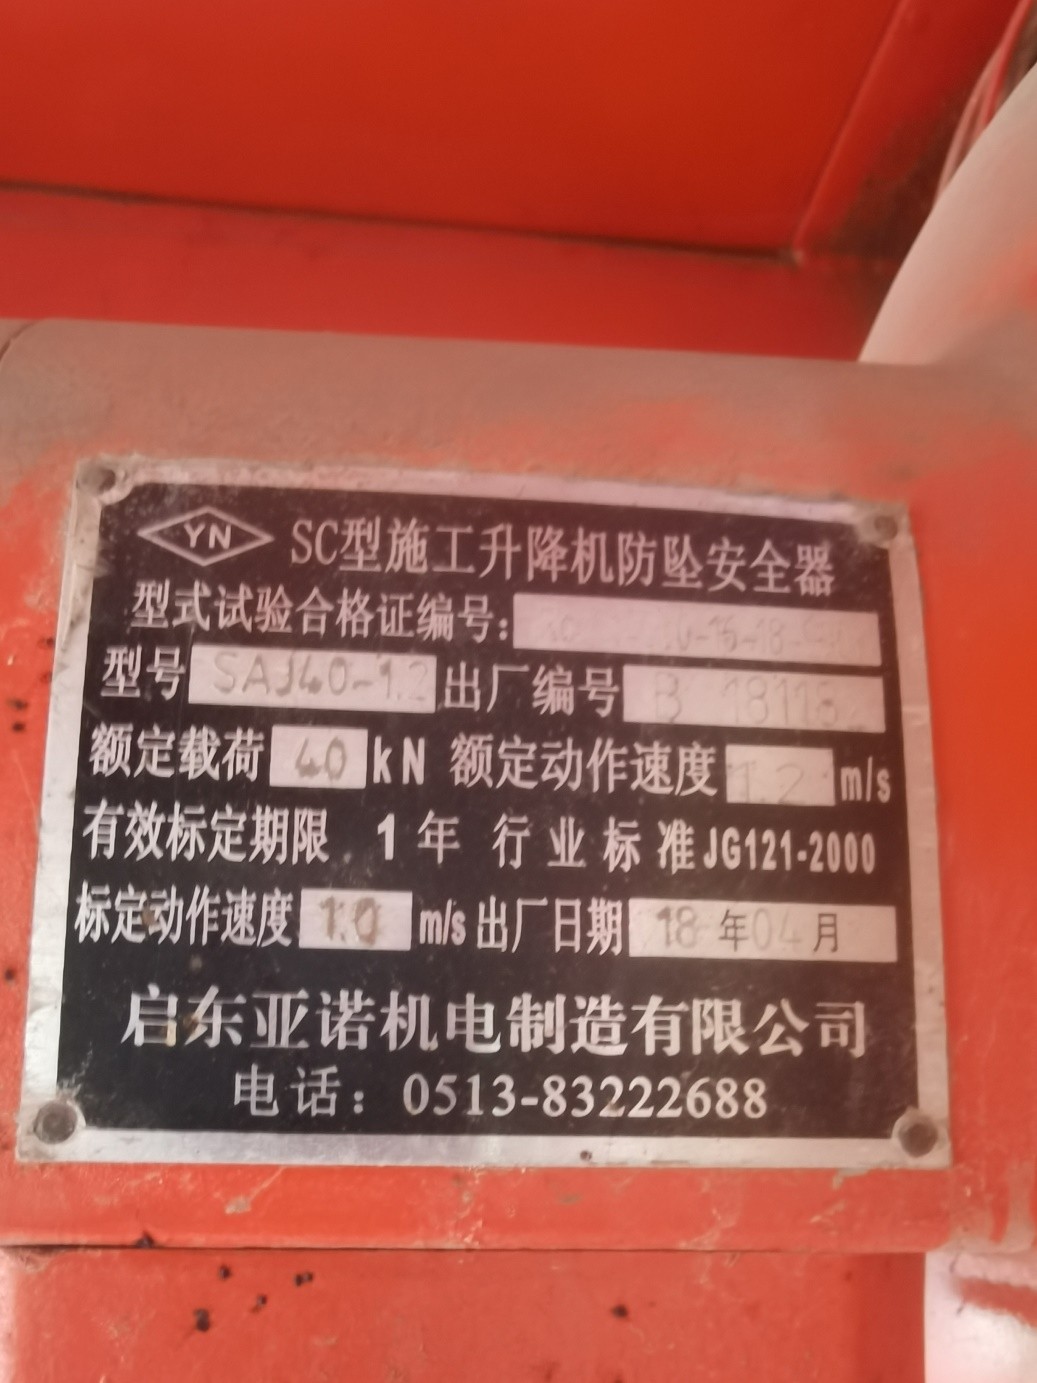 YN SC型施工升降机防坠安全器
型式试验合格证编号:
型号 SAJ40-1.2 出厂编号
额定载荷 40 kN 额定动作速度 1.2 m/s
有效标定期限 1年 行业标准 JG121-2000
标定动作速度 1.0 m/s 出厂日期 18年04月
启东亚诺机电制造有限公司
电话：0513-83222688